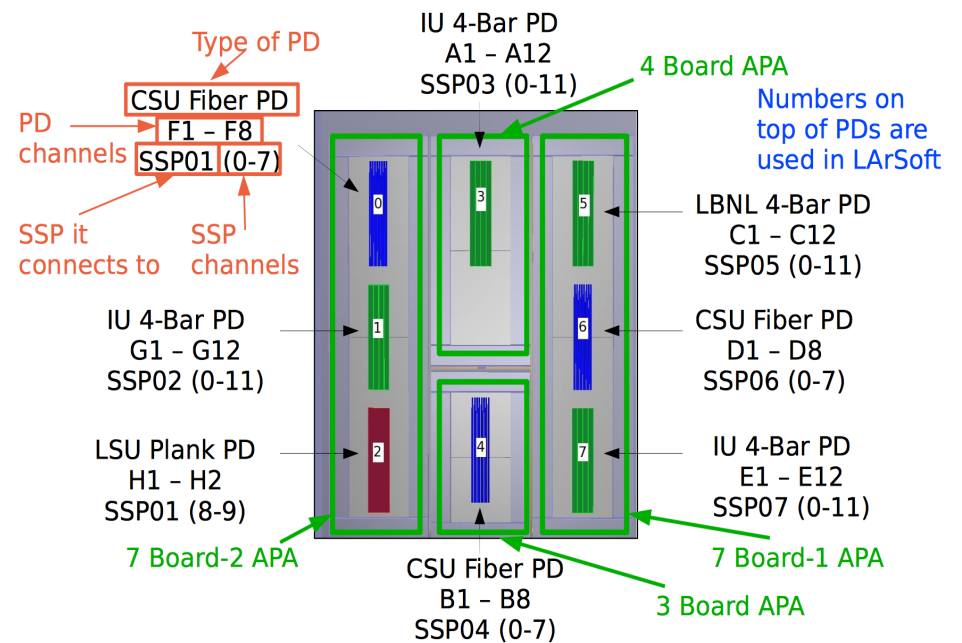 IU 4-Bar PD
A1 – A12
SSP03 (0-11)
Type of PD
4 Board APA
CSU Fiber PD
F1 – F8
SSP01 (0-7)
PD
channels
Numbers on
top of PDs are
used in LArSoft
SSP it
connects to
SSP
channels
0
3
5
LBNL 4-Bar PD
C1 – C12
SSP05 (0-11)
IU 4-Bar PD
G1 – G12
SSP02 (0-11)
1
6
CSU Fiber PD
D1 – D8
SSP06 (0-7)
LSU Plank PD
H1 – H2
SSP01 (8-9)
2
4
7
IU 4-Bar PD
E1 – E12
SSP07 (0-11)
7 Board-2 APA
7 Board-1 APA
CSU Fiber PD
B1 – B8
SSP04 (0-7)
3 Board APA